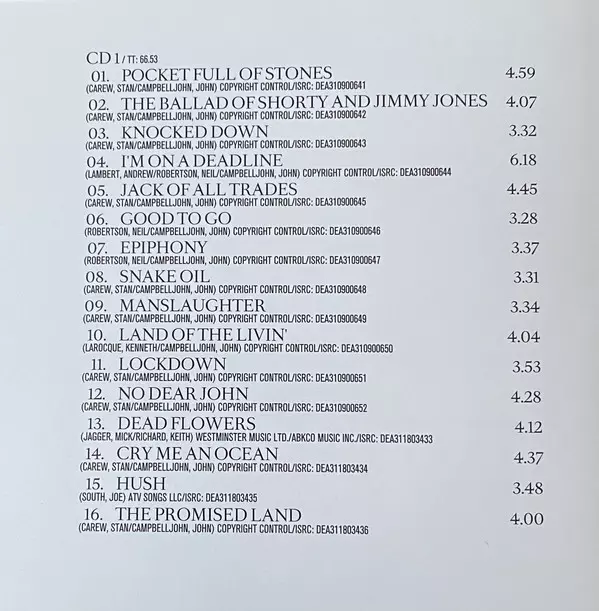 CD 1 / TT: 66.53
01. POCKET FULL OF STONES 4.59
(CAREW, STAN/CAMPBELLJOHN, JOHN) COPYRIGHT CONTROL/ISRC: DEA310900641
02. THE BALLAD OF SHORTY AND JIMMY JONES 4.07
(CAREW, STAN/CAMPBELLJOHN, JOHN) COPYRIGHT CONTROL/ISRC: DEA310900642
03. KNOCKED DOWN 3.32
(CAREW, STAN/CAMPBELLJOHN, JOHN) COPYRIGHT CONTROL/ISRC: DEA310900643
04. I'M ON A DEADLINE 6.18
(LAMBERT, ANDREW/ROBERTSON, NEIL/CAMPBELLJOHN, JOHN) COPYRIGHT CONTROL/ISRC: DEA310900644
05. JACK OF ALL TRADES 4.45
(CAREW, STAN/CAMPBELLJOHN, JOHN) COPYRIGHT CONTROL/ISRC: DEA310900645
06. GOOD TO GO 3.28
(ROBERTSON, NEIL/CAMPBELLJOHN, JOHN) COPYRIGHT CONTROL/ISRC: DEA310900646
07. EPIPHONY 3.37
(ROBERTSON, NEIL/CAMPBELLJOHN, JOHN) COPYRIGHT CONTROL/ISRC: DEA310900647
08. SNAKE OIL 3.31
(CAREW, STAN/CAMPBELLJOHN, JOHN) COPYRIGHT CONTROL/ISRC: DEA310900648
09. MANSLAUGHTER 3.34
(CAREW, STAN/CAMPBELLJOHN, JOHN) COPYRIGHT CONTROL/ISRC: DEA310900649
10. LAND OF THE LIVIN' 4.04
(LAROCQUE, KENNETH/CAMPBELLJOHN, JOHN) COPYRIGHT CONTROL/ISRC: DEA310900650
11. LOCKDOWN 3.53
(CAREW, STAN/CAMPBELLJOHN, JOHN) COPYRIGHT CONTROL/ISRC: DEA310900651
12. NO DEAR JOHN 4.28
(CAREW, STAN/CAMPBELLJOHN, JOHN) COPYRIGHT CONTROL/ISRC: DEA310900652
13. DEAD FLOWERS 4.12
(JAGGER, MICK/RICHARD, KEITH) WESTMINSTER MUSIC LTD./ABKCO MUSIC INC./ISRC: DEA311803433
14. CRY ME AN OCEAN 4.37
(CAREW, STAN/CAMPBELLJOHN, JOHN) COPYRIGHT CONTROL/ISRC: DEA311803434
15. HUSH 3.48
(SOUTH, JOE) ATV SONGS LLC/ISRC: DEA311803435
16. THE PROMISED LAND 4.00
(CAREW, STAN/CAMPBELLJOHN, JOHN) COPYRIGHT CONTROL/ISRC: DEA311803436